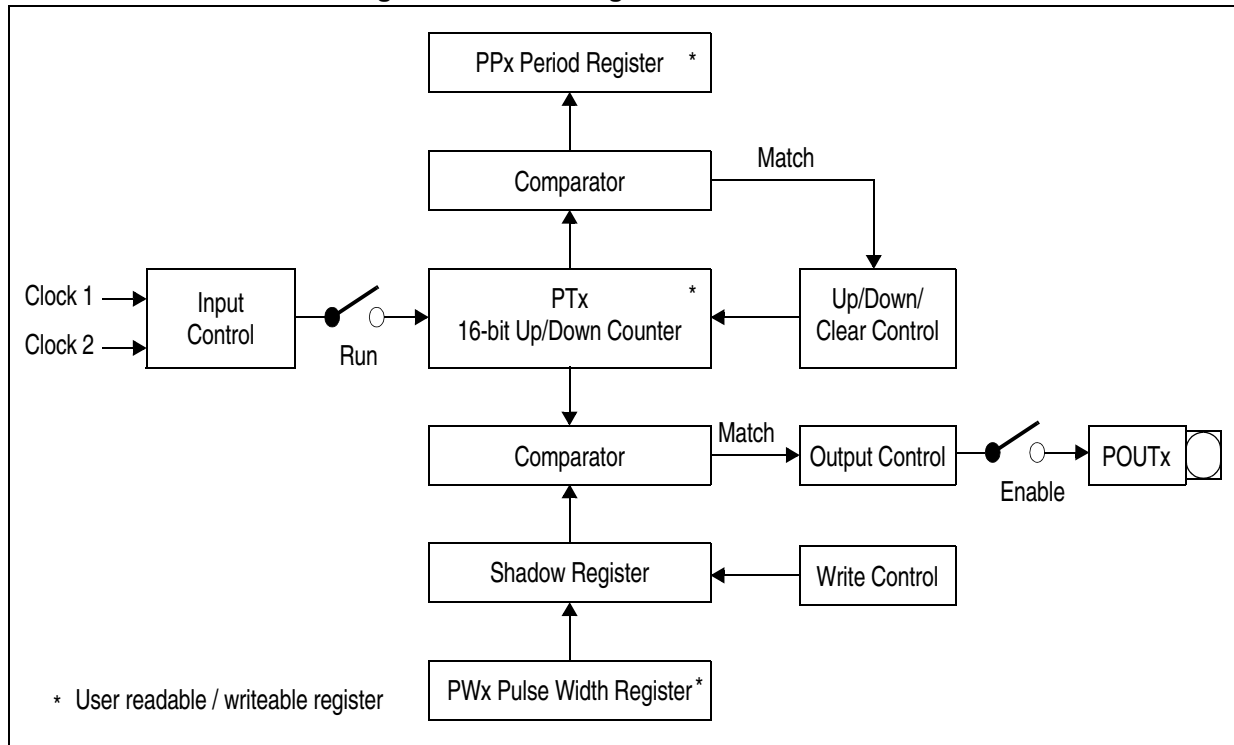 PPx Period Register *
Match
Comparator
Clock 1
Clock 2
Input
Control
Run
PTx *
16-bit Up/Down Counter
Up/Down/
Clear Control
Comparator
Match
Output Control
Enable
POUTx
Shadow Register
Write Control
PWx Pulse Width Register *
* User readable / writeable register